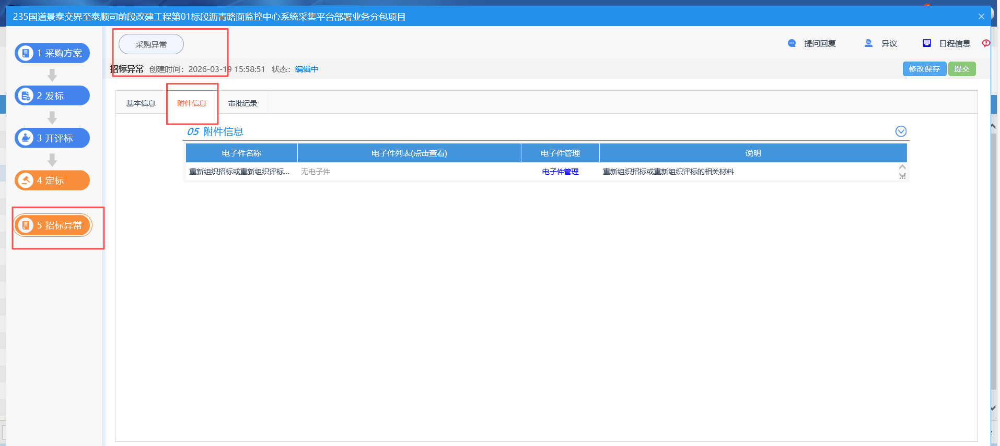 235国道景泰交界至泰顺司前段改建工程第01标段沥青路面监控中心系统采集平台部署业务分包项目
1 采购方案
2 发标
3 开评标
4 定标
5 招标异常
采购异常
提问回复
异议
日程信息
招标异常 创建时间：2026-03-19 15:58:51 状态：编辑中
修改保存
提交
基本信息
附件信息
审批记录
05 附件信息
电子件名称 电子件列表(点击查看) 电子件管理 说明
重新组织招标或重新组织评标... 无电子件 电子件管理 重新组织招标或重新组织评标的相关材料